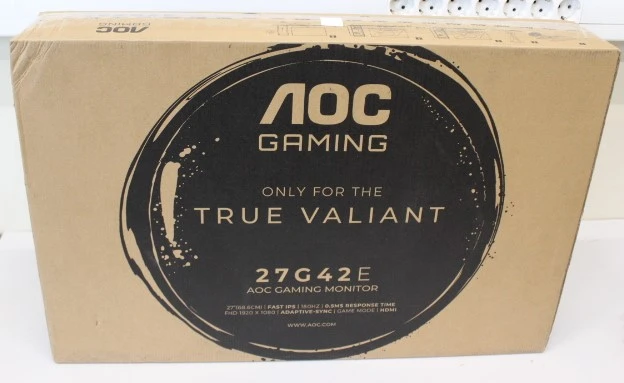 AOC
AOC
GAMING
ONLY FOR THE
TRUE VALIANT
27G42E
AOC GAMING MONITOR
27"(68.6CM) | FAST IPS | 180HZ | 0.5MS RESPONSE TIME
FHD 1920 X 1080 | ADAPTIVE-SYNC | GAME MODE | HDMI
WWW.AOC.COM